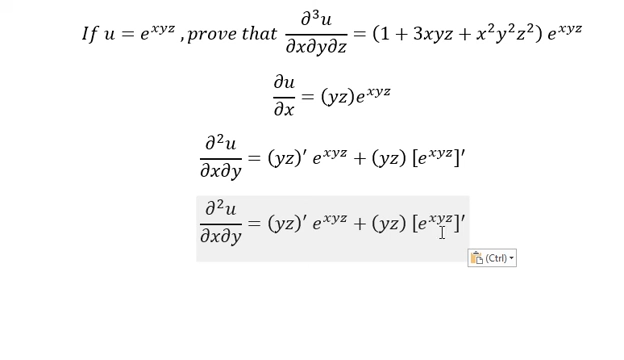 If u = e^{xyz}, prove that ∂³u/∂x∂y∂z = (1 + 3xyz + x²y²z²) e^{xyz}
∂u/∂x = (yz)e^{xyz}
∂²u/∂x∂y = (yz)′ e^{xyz} + (yz) [e^{xyz}]′
∂²u/∂x∂y = (yz)′ e^{xyz} + (yz) [e^{xyz}]′
(Ctrl)